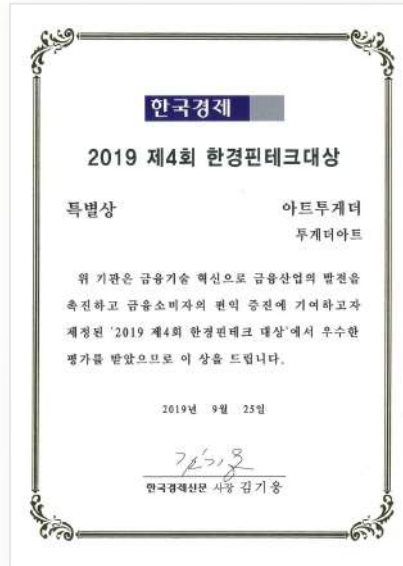 한국경제
2019 제4회 한경핀테크대상
특별상 아트투게더
투게더아트
위 기관은 금융기술 혁신으로 금융산업의 발전을
촉진하고 금융소비자의 편익 증진에 기여하고자
제정된 '2019 제4회 한경핀테크 대상'에서 우수한
평가를 받았으므로 이 상을 드립니다.
2019년 9월 25일
김기웅
한국경제신문 사장 김기웅